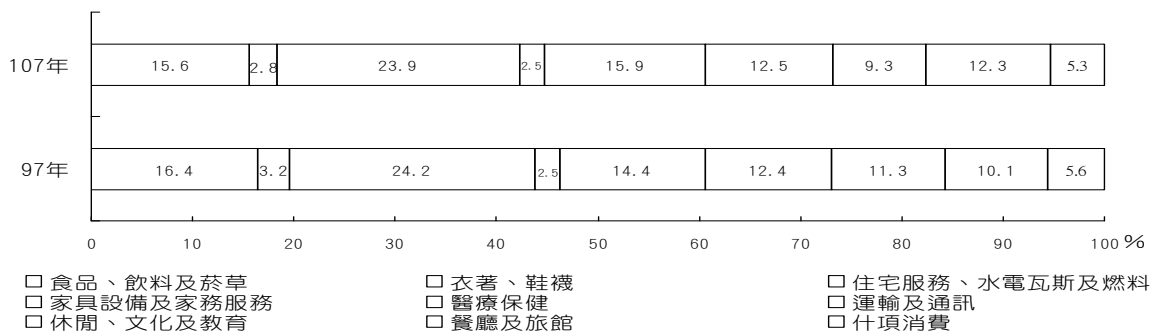 107年 15.6 2.8 23.9 2.5 15.9 12.5 9.3 12.3 5.3
97年 16.4 3.2 24.2 2.5 14.4 12.4 11.3 10.1 5.6
0 10 20 30 40 50 60 70 80 90 100 %
食品、飲料及菸草 衣著、鞋襪 住宅服務、水電瓦斯及燃料
家具設備及家務服務 醫療保健 運輸及通訊
休閒、文化及教育 餐廳及旅館 什項消費